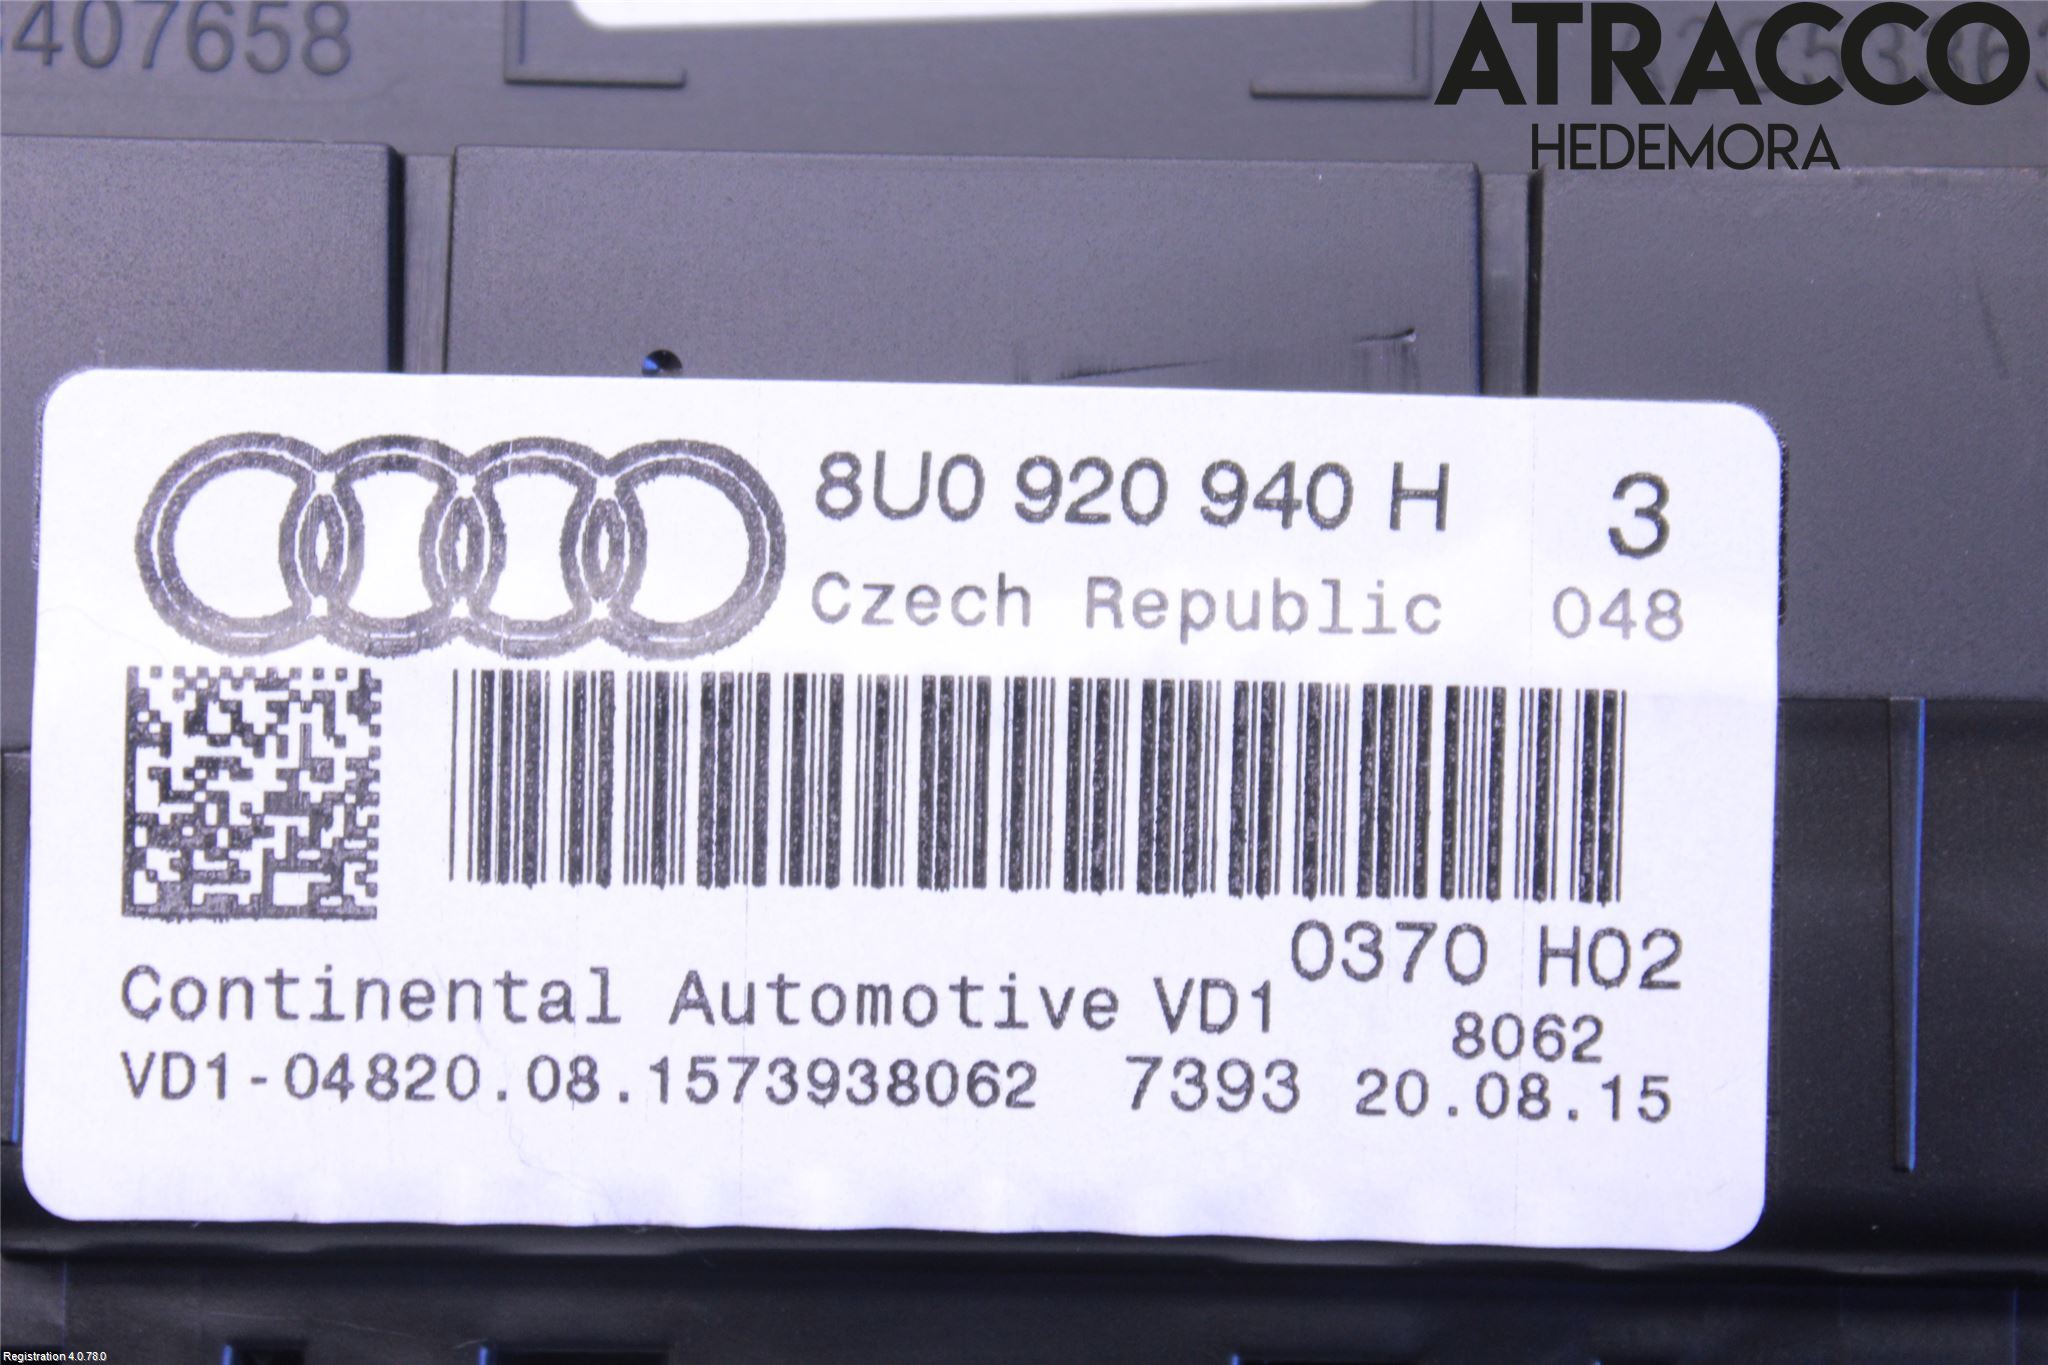 407658
ATRACCO
HEDEMORA
8U0 920 940 H 3
Czech Republic 048
0370 H02
Continental Automotive VD1
8062
VD1-04820.08.1573938062 7393 20.08.15
Registration 4.0.78.0